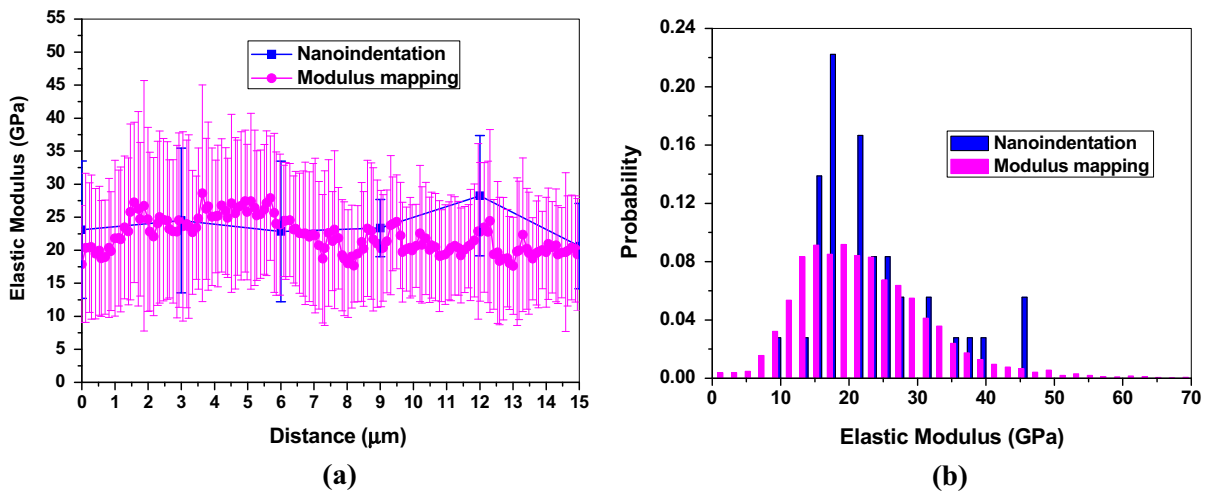 55
50
45
40
35
30
25
20
15
10
5
0
Elastic Modulus (GPa)
Nanoindentation
Modulus mapping
0 1 2 3 4 5 6 7 8 9 10 11 12 13 14 15
Distance (μm)
(a)
0.24
0.20
0.16
0.12
0.08
0.04
0.00
Probability
Nanoindentation
Modulus mapping
0 10 20 30 40 50 60 70
Elastic Modulus (GPa)
(b)